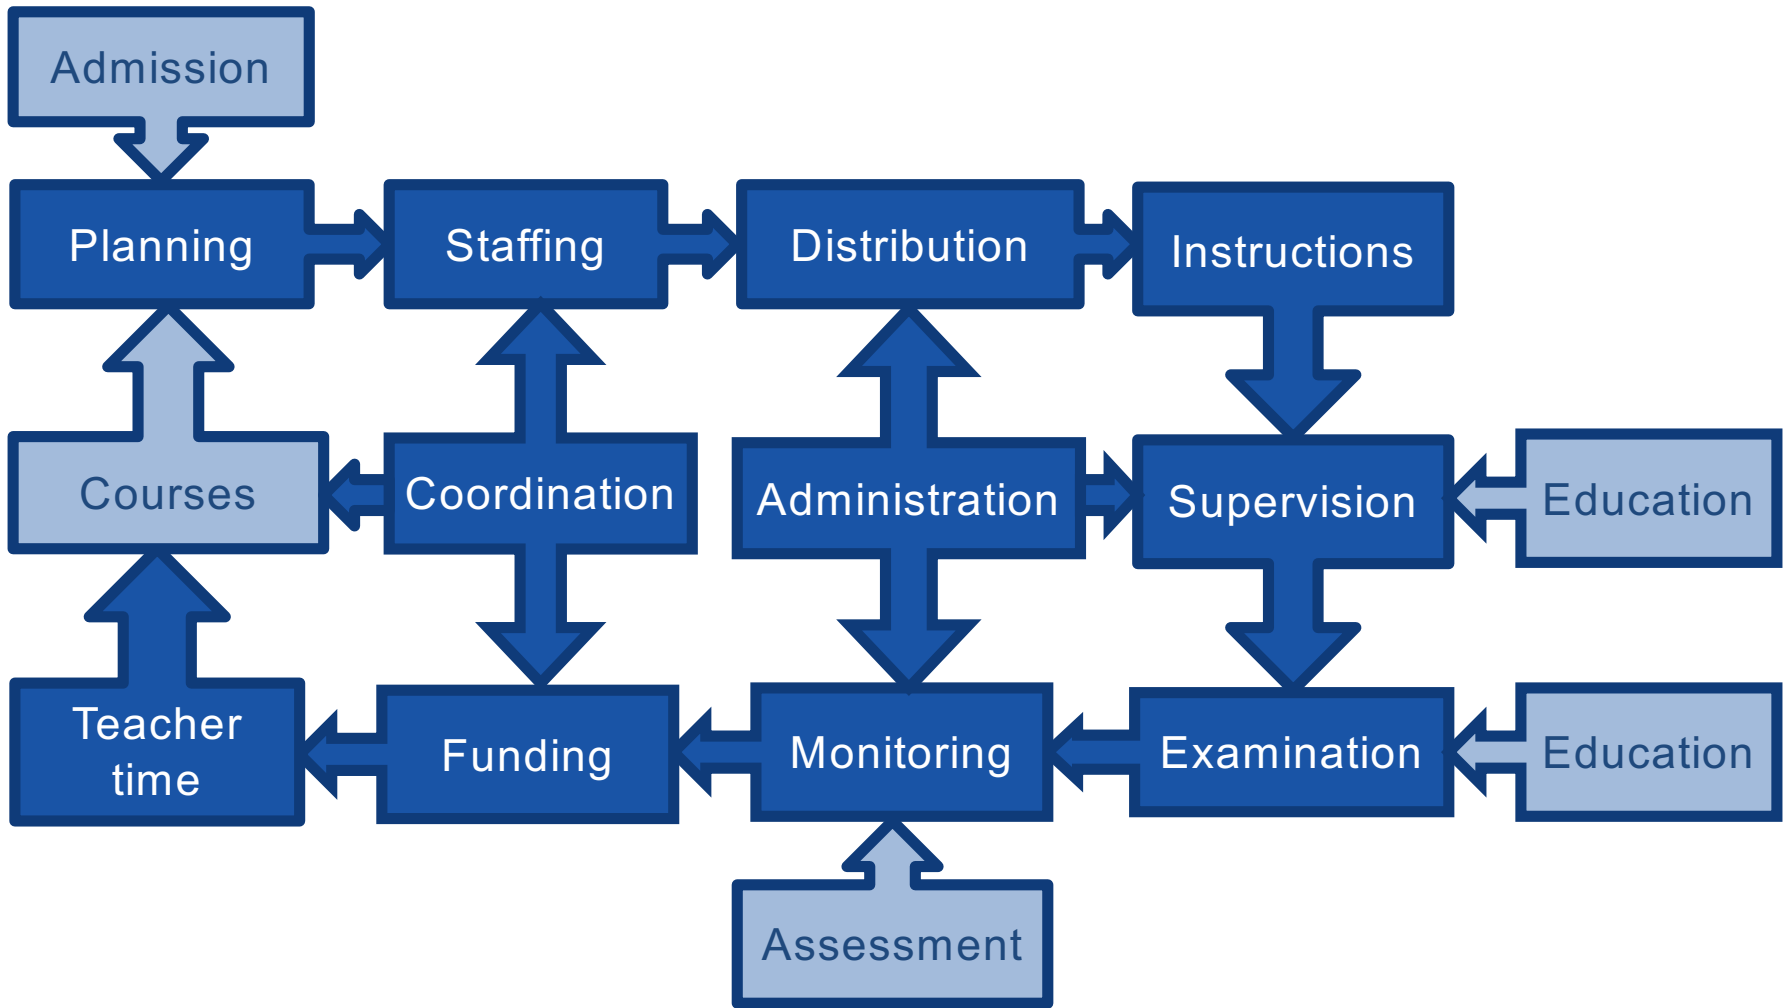 Admission
Planning
Staffing
Distribution
Instructions
Courses
Coordination
Administration
Supervision
Education
Teacher
time
Funding
Monitoring
Examination
Education
Assessment